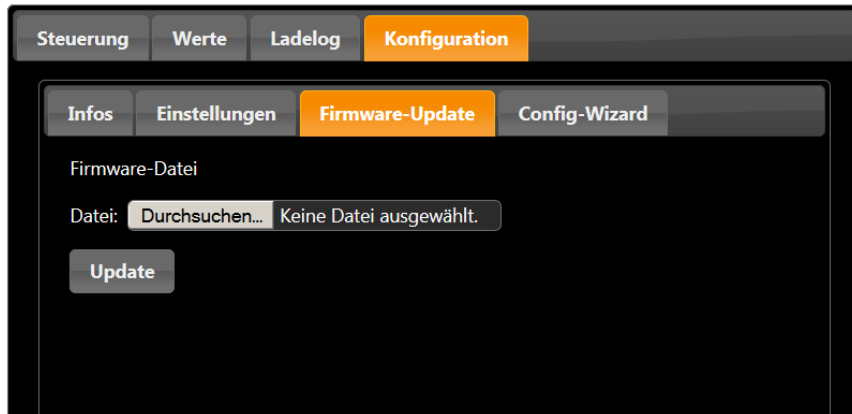 Steuerung Werte Ladelog Konfiguration
Infos Einstellungen Firmware-Update Config-Wizard
Firmware-Datei
Datei: Durchsuchen... Keine Datei ausgewählt.
Update